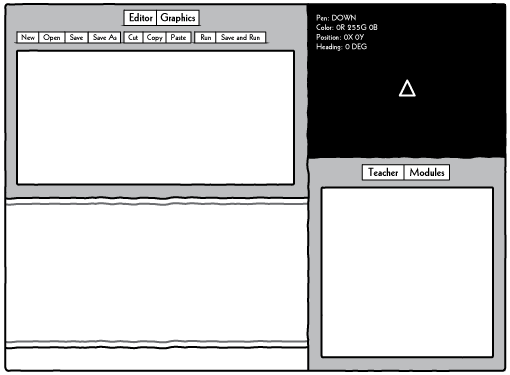 Editor Graphics
New Open Save Save As Cut Copy Paste Run Save and Run
Pen: DOWN
Color: 0R 255G 0B
Position: 0X 0Y
Heading: 0 DEG
Teacher Modules